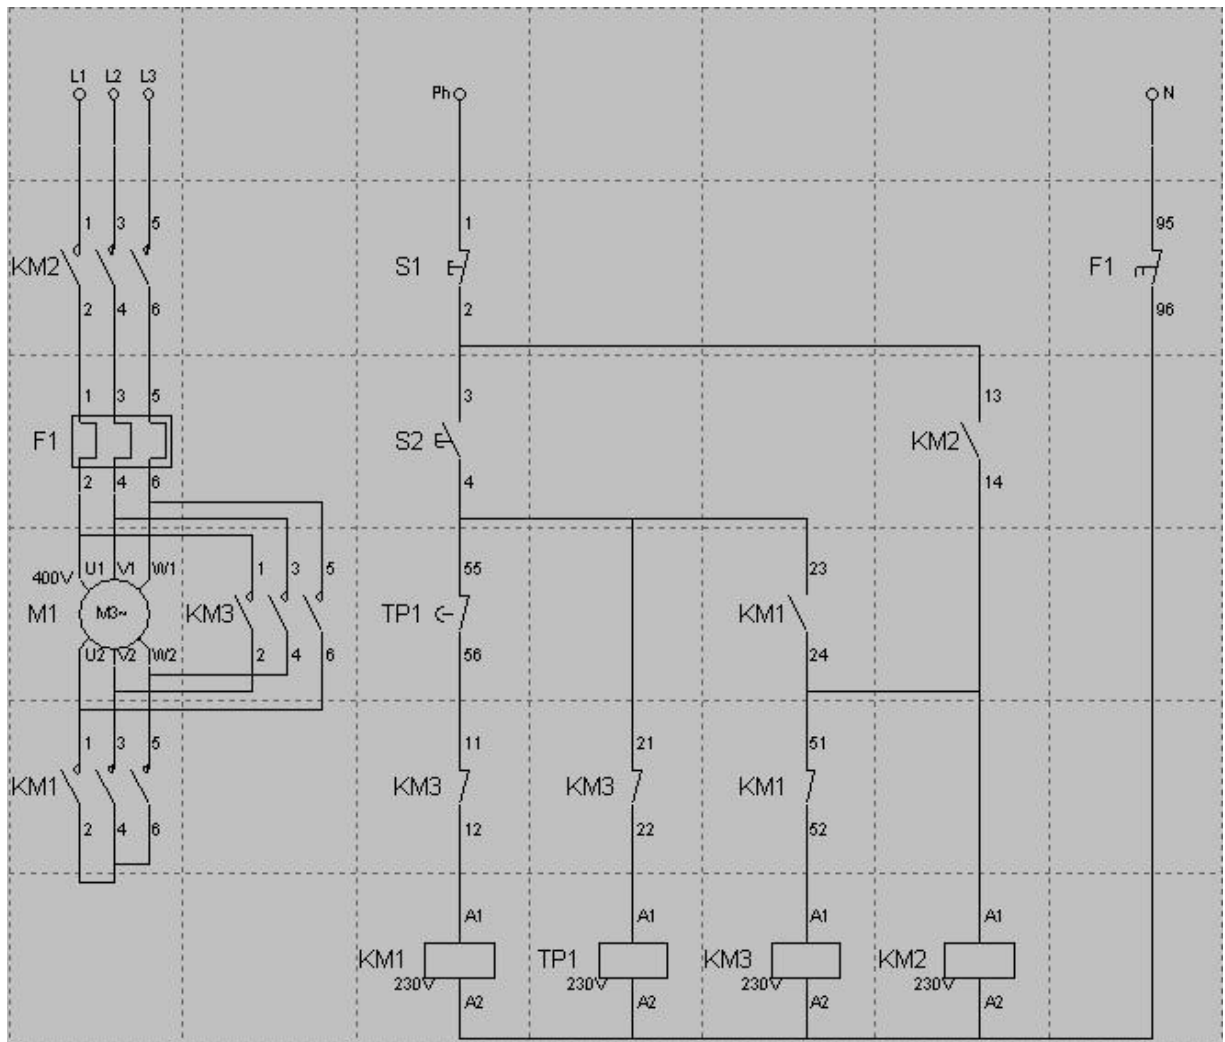 L1 L2 L3 Ph N
1 3 5 1 95
KM2 S1 F1
2 4 6 2 96
1 3 5 3 13
F1 S2 KM2
2 4 6 4 14
400V U1 V1 W1 1 3 5 55 23
M1 M3~ KM3 TP1 KM1
U2 V2 W2 2 4 6 56 24
1 3 5 11 21 51
KM1 KM3 KM3 KM1
2 4 6 12 22 52
A1 A1 A1 A1
KM1 TP1 KM3 KM2
230V 230V 230V 230V
A2 A2 A2 A2